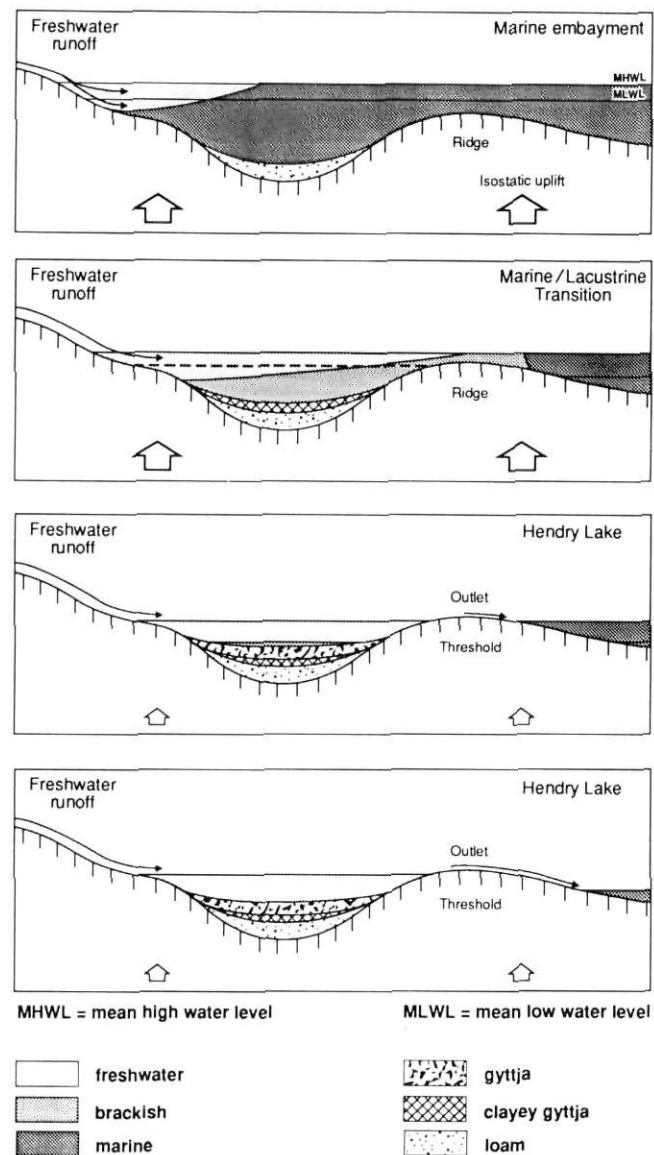 Freshwater
runoff
Marine embayment
MHWL
MLWL
Ridge
Isostatic uplift
Freshwater
runoff
Marine/Lacustrine
Transition
Ridge
Freshwater
runoff
Hendry Lake
Outlet
Threshold
Freshwater
runoff
Hendry Lake
Outlet
Threshold
MHWL = mean high water level
MLWL = mean low water level
freshwater
brackish
marine
gyttja
clayey gyttja
loam